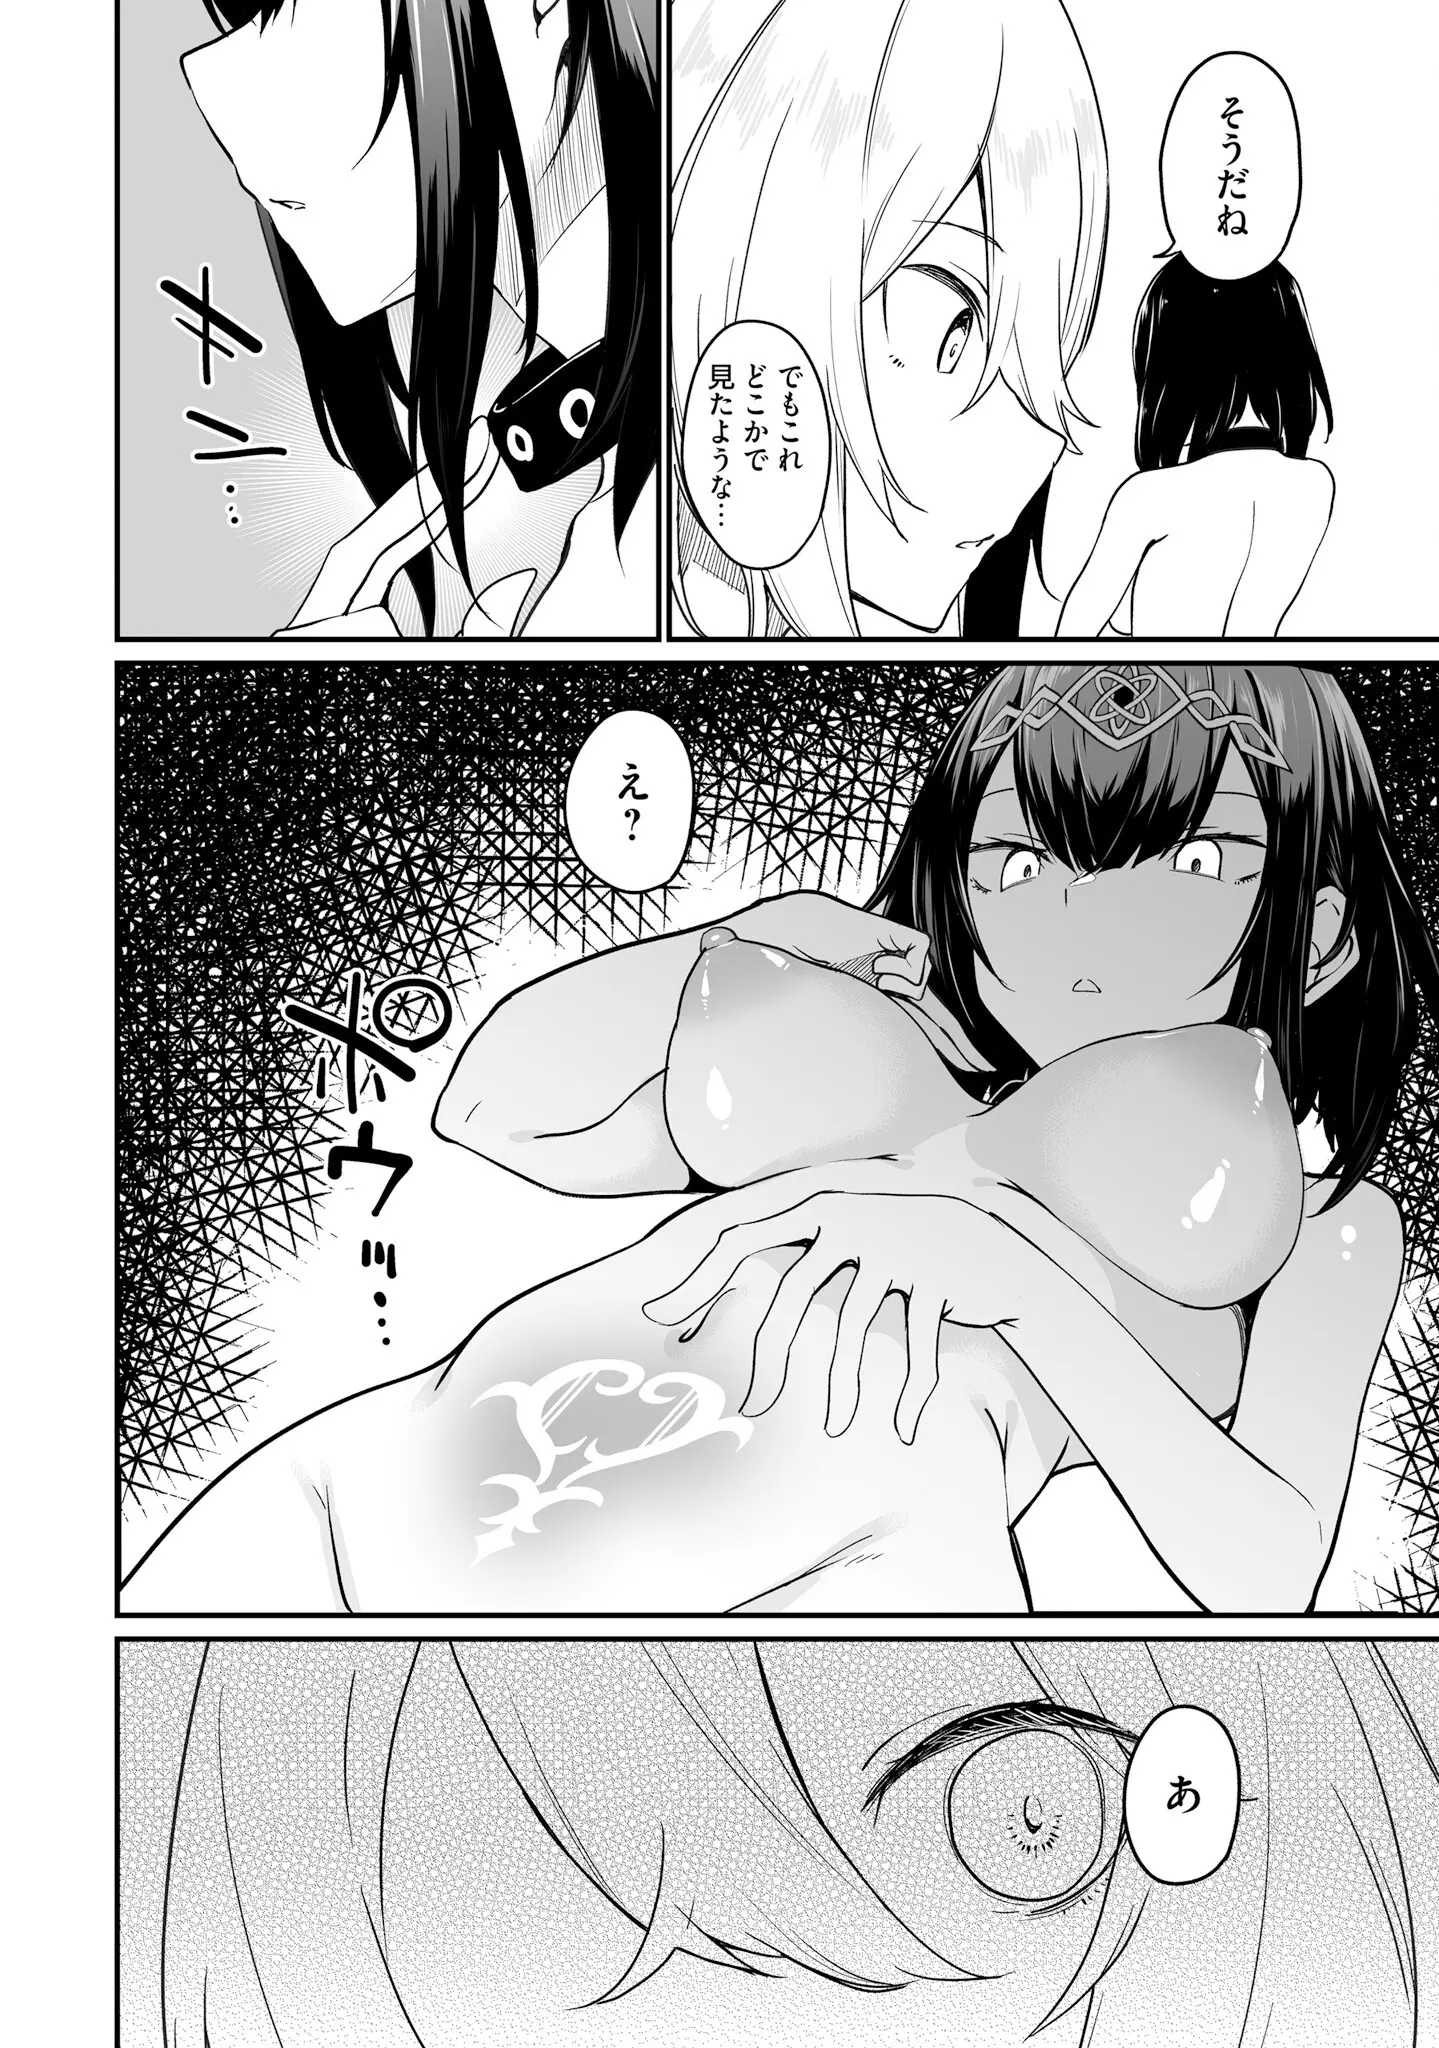 そうだね
でもこれ
どこかで
見たような…
キィン…
え？
ポウッ…
あ